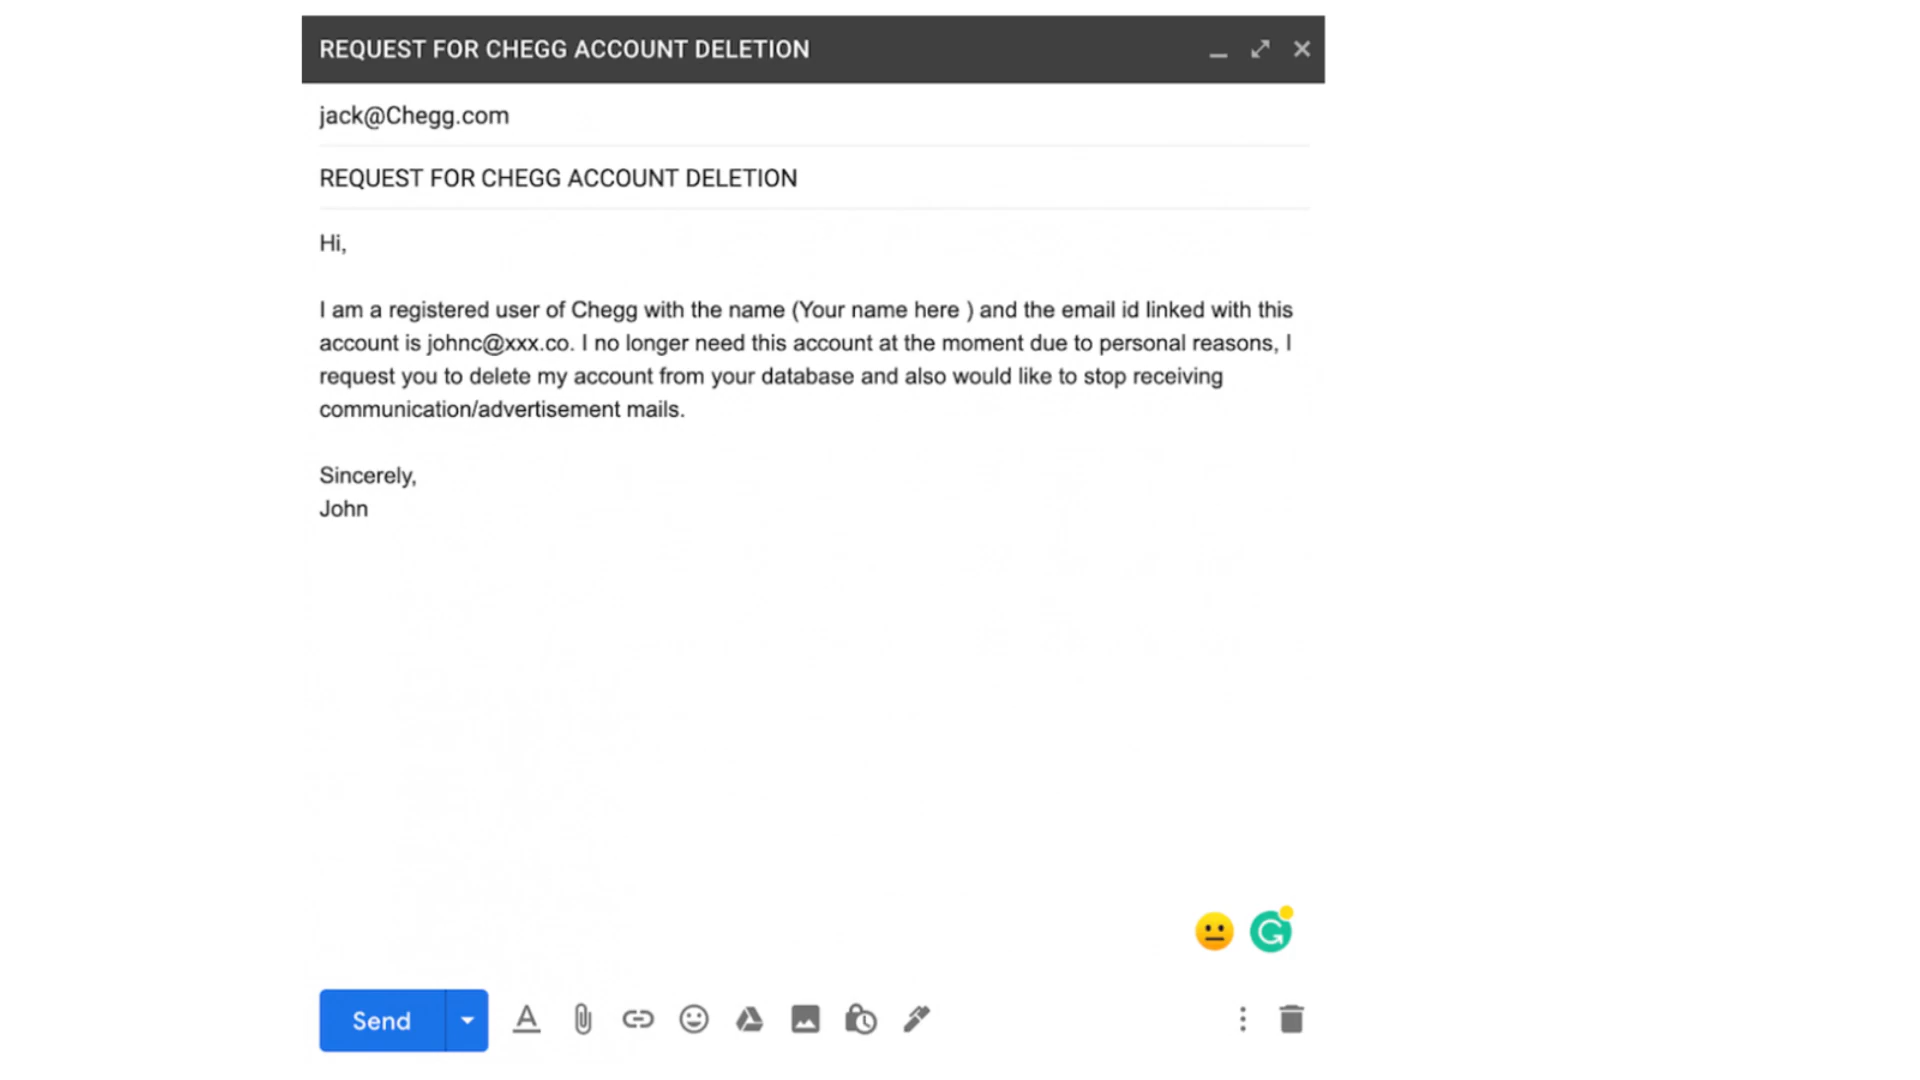 REQUEST FOR CHEGG ACCOUNT DELETION
jack@Chegg.com
REQUEST FOR CHEGG ACCOUNT DELETION
Hi,
I am a registered user of Chegg with the name (Your name here ) and the email id linked with this
account is johnc@xxx.co. I no longer need this account at the moment due to personal reasons, I
request you to delete my account from your database and also would like to stop receiving
communication/advertisement mails.
Sincerely,
John
Send